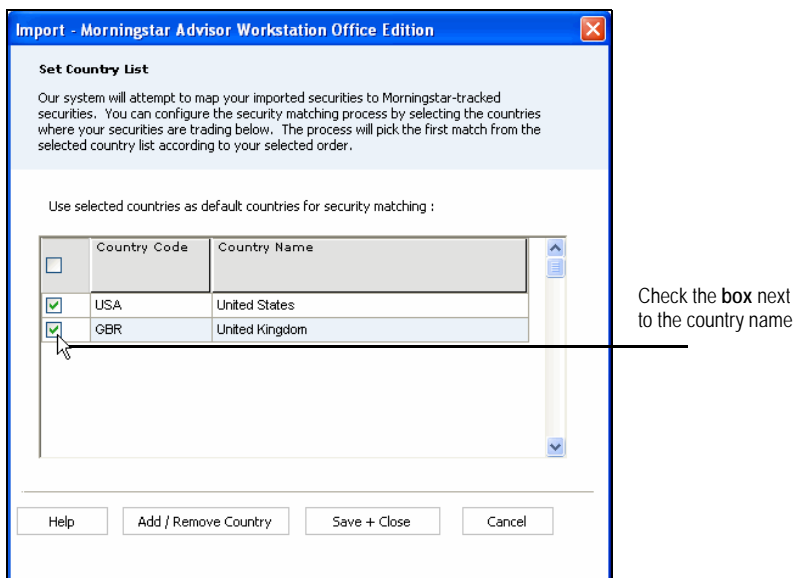 Import - Morningstar Advisor Workstation Office Edition
Set Country List
Our system will attempt to map your imported securities to Morningstar-tracked
securities. You can configure the security matching process by selecting the countries
where your securities are trading below. The process will pick the first match from the
selected country list according to your selected order.
Use selected countries as default countries for security matching :
Country Code Country Name
USA United States
GBR United Kingdom
Check the box next
to the country name
Help Add / Remove Country Save + Close Cancel